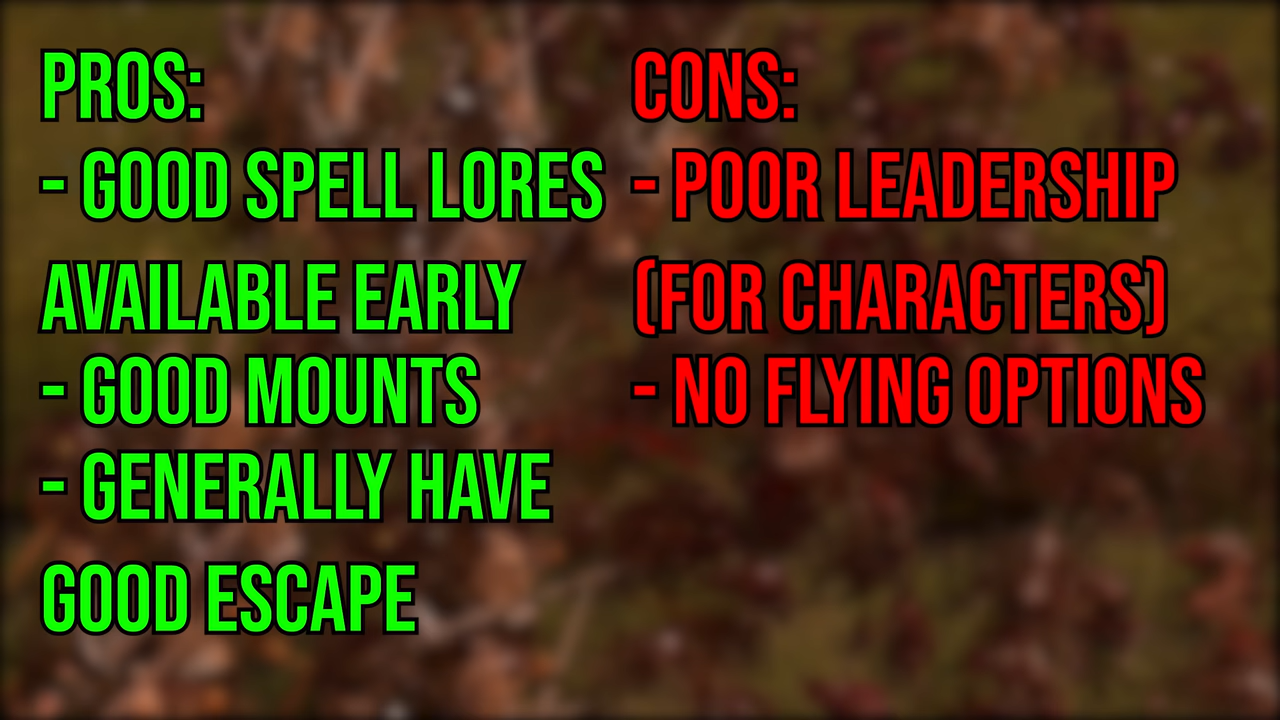 PROS:
- GOOD SPELL LORES
AVAILABLE EARLY
- GOOD MOUNTS
- GENERALLY HAVE
GOOD ESCAPE
CONS:
- POOR LEADERSHIP
(FOR CHARACTERS)
- NO FLYING OPTIONS